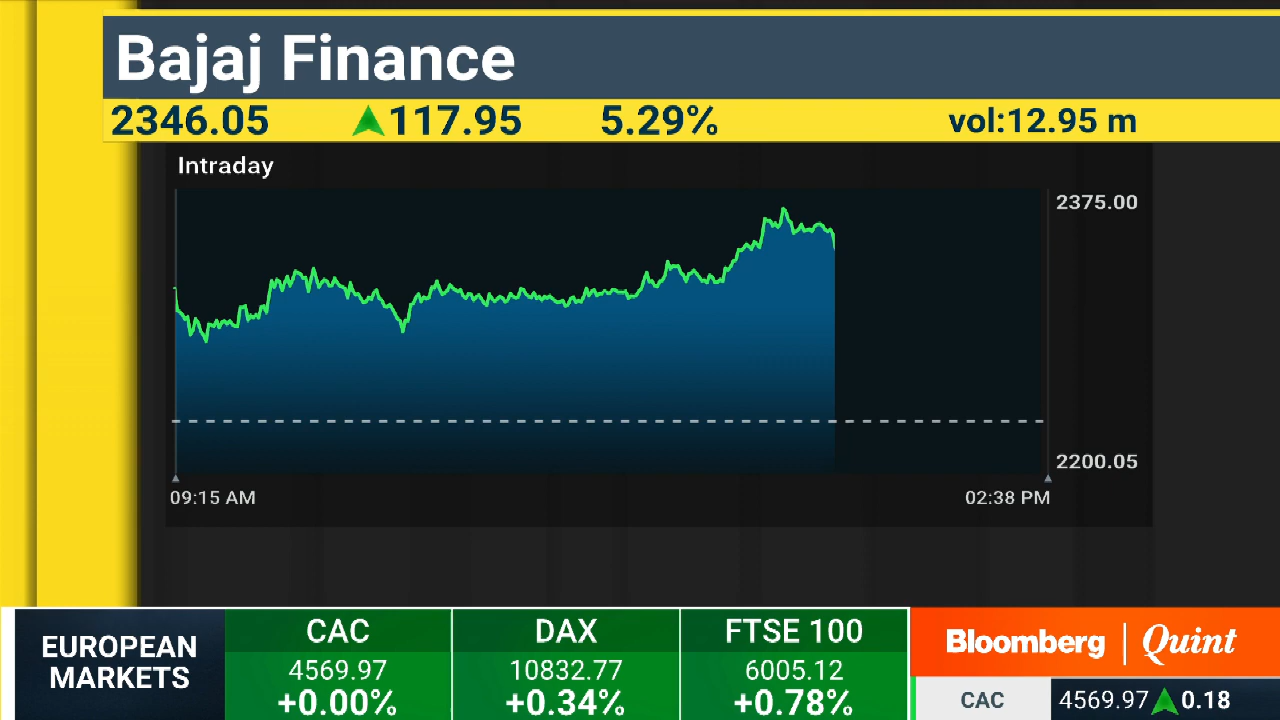 Bajaj Finance
2346.05 ▲117.95 5.29% vol:12.95 m
Intraday
2375.00
2200.05
09:15 AM 02:38 PM
EUROPEAN
MARKETS
CAC
4569.97
+0.00%
DAX
10832.77
+0.34%
FTSE 100
6005.12
+0.78%
Bloomberg | Quint
CAC 4569.97▲0.18